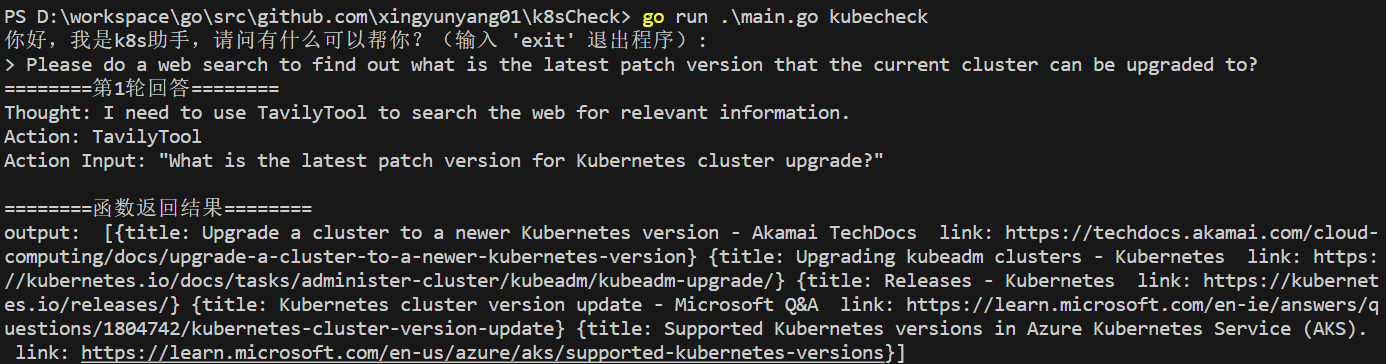 PS D:\workspace\go\src\github.com\xingyunyang01\k8sCheck> go run .\main.go kubecheck
你好，我是k8s助手，请问有什么可以帮你？（输入 'exit' 退出程序）：
> Please do a web search to find out what is the latest patch version that the current cluster can be upgraded to?
========第1轮回答========
Thought: I need to use TavilyTool to search the web for relevant information.
Action: TavilyTool
Action Input: "What is the latest patch version for Kubernetes cluster upgrade?"
========函数返回结果========
output:  [{title: Upgrade a cluster to a newer Kubernetes version - Akamai TechDocs  link: https://techdocs.akamai.com/cloud-
computing/docs/upgrade-a-cluster-to-a-newer-kubernetes-version} {title: Upgrading kubeadm clusters - Kubernetes  link: https:
//kubernetes.io/docs/tasks/administer-cluster/kubeadm/kubeadm-upgrade/} {title: Releases - Kubernetes  link: https://kubernet
es.io/releases/} {title: Kubernetes cluster version update - Microsoft Q&A  link: https://learn.microsoft.com/en-ie/answers/q
uestions/1804742/kubernetes-cluster-version-update} {title: Supported Kubernetes versions in Azure Kubernetes Service (AKS).
 link: https://learn.microsoft.com/en-us/azure/aks/supported-kubernetes-versions}]